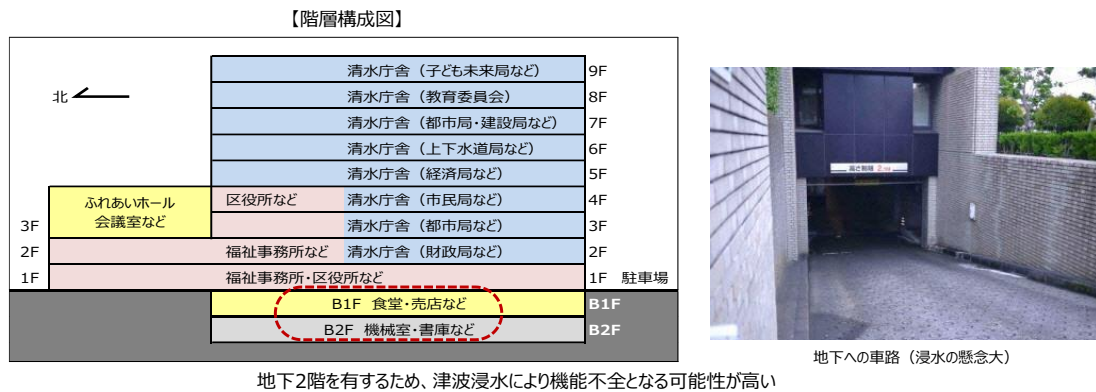 【階層構成図】
北
清水庁舎（子ども未来局など） 9F
清水庁舎（教育委員会） 8F
清水庁舎（都市局・建設局など） 7F
清水庁舎（上下水道局など） 6F
清水庁舎（経済局など） 5F
ふれあいホール
会議室など
区役所など 清水庁舎（市民局など） 4F
3F 清水庁舎（都市局など） 3F
2F 福祉事務所など 清水庁舎（財政局など） 2F
1F 福祉事務所・区役所など 1F 駐車場
B1F 食堂・売店など B1F
B2F 機械室・書庫など B2F
高さ制限
地下への車路（浸水の懸念大）
地下2階を有するため、津波浸水により機能不全となる可能性が高い